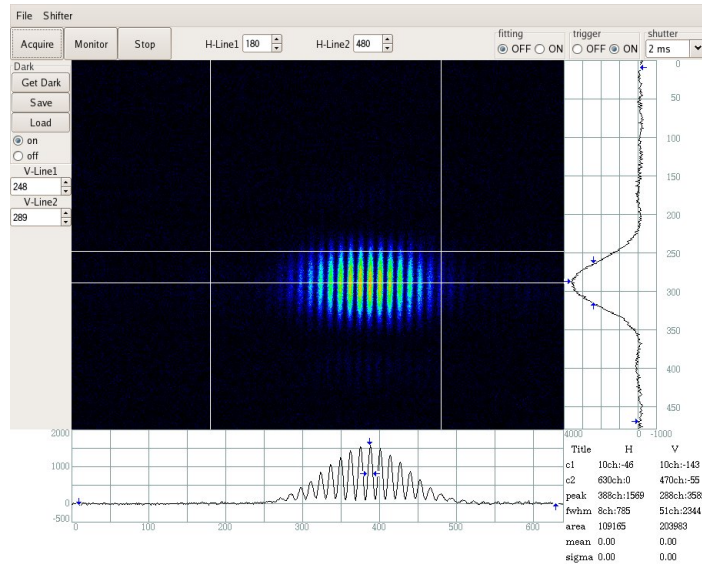 File Shifter
Acquire Monitor Stop H-Line1 180 H-Line2 480
fitting
OFF ON
trigger
OFF ON
shutter
2 ms
Dark
Get Dark
Save
Load
on
off
V-Line1
248
V-Line2
289
0
50
100
150
200
250
300
350
400
450
4000 0 -1000
2000
1000
0
-500
0 100 200 300 400 500 600
Title H V
c1 10ch:-46 10ch:-143
c2 630ch:0 470ch:-55
peak 388ch:1569 288ch:358
fwhm 8ch:785 51ch:2344
area 109165 203983
mean 0.00 0.00
sigma 0.00 0.00